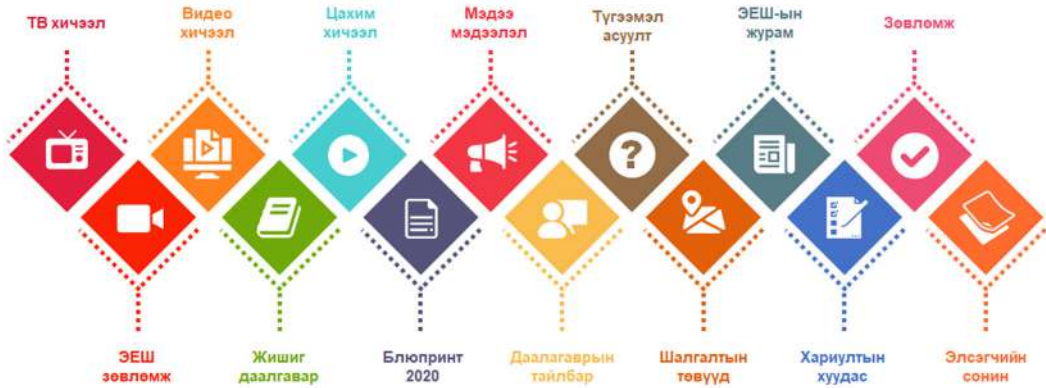 ТВ хичээл
Видео
хичээл
Цахим
хичээл
Мэдээ
мэдээлэл
Түгээмэл
асуулт
ЭЕШ-ын
журам
Зөвлөмж
ЭЕШ
зөвлөмж
Жишиг
даалгавар
Блюпринт
2020
Даалагаврын
тайлбар
Шалгалтын
төвүүд
Хариултын
хуудас
Элсэгчийн
сонин